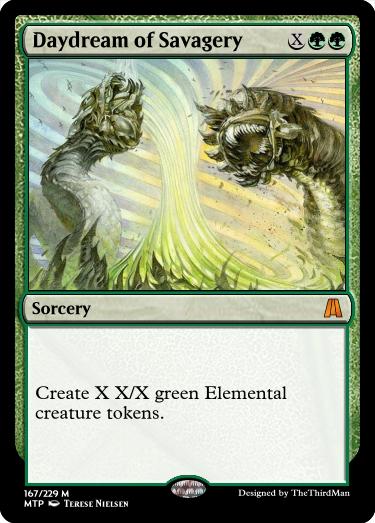 Daydream of Savagery X
Sorcery
Create X X/X green Elemental
creature tokens.
167/229 M
MTP Terese Nielsen
Designed by TheThirdMan